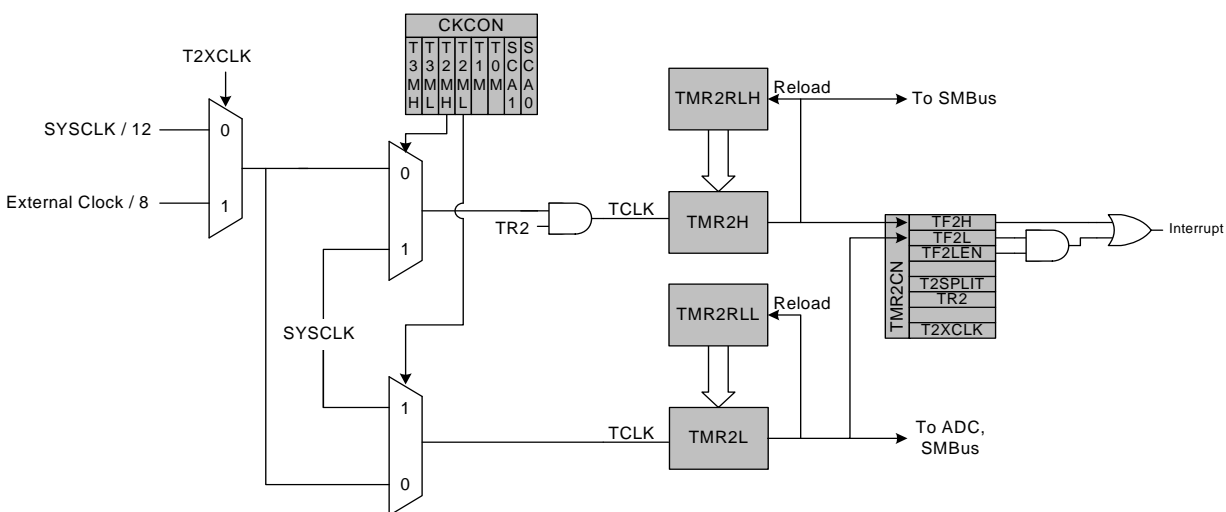 CKCON
T3MH
T3ML
T2MH
T2ML
T1M
T0M
SCA1
SCA0
T2XCLK
SYSCLK / 12
0
External Clock / 8
1
0
1
SYSCLK
1
0
TR2
TCLK
TMR2RLH
Reload
To SMBus
TMR2H
TMR2CN
TF2H
TF2L
TF2LEN
T2SPLIT
TR2
T2XCLK
Interrupt
TMR2RLL
Reload
TCLK
TMR2L
To ADC,
SMBus